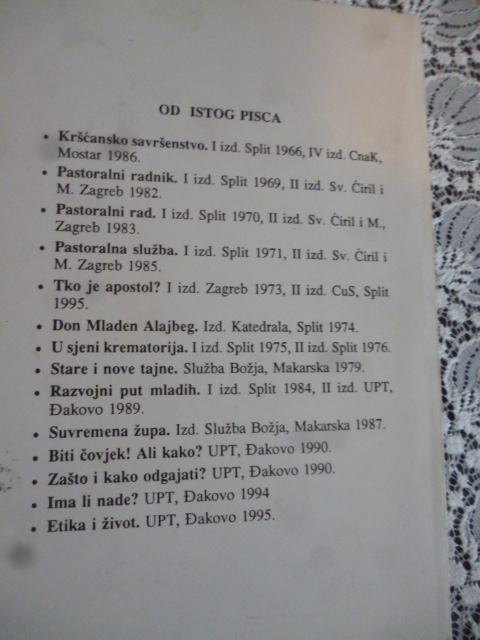 OD ISTOG PISCA
• Kršćansko savršenstvo. I izd. Split 1966, IV izd. CnaK,
Mostar 1986.
• Pastoralni radnik. I izd. Split 1969, II izd. Sv. Ćiril i
M. Zagreb 1982.
• Pastoralni rad. I izd. Split 1970, II izd. Sv. Ćiril i M.,
Zagreb 1983.
• Pastoralna služba. I izd. Split 1971, II izd. Sv. Ćiril i
M. Zagreb 1985.
• Tko je apostol? I izd. Zagreb 1973, II izd. CuS, Split
1995.
• Don Mladen Alajbeg. Izd. Katedrala, Split 1974.
• U sjeni krematorija. I izd. Split 1975, II izd. Split 1976.
• Stare i nove tajne. Služba Božja, Makarska 1979.
• Razvojni put mladih. I izd. Split 1984, II izd. UPT,
Đakovo 1989.
• Suvremena župa. Izd. Služba Božja, Makarska 1987.
• Biti čovjek! Ali kako? UPT, Đakovo 1990.
• Zašto i kako odgajati? UPT, Đakovo 1990.
• Ima li nade? UPT, Đakovo 1994
• Etika i život. UPT, Đakovo 1995.